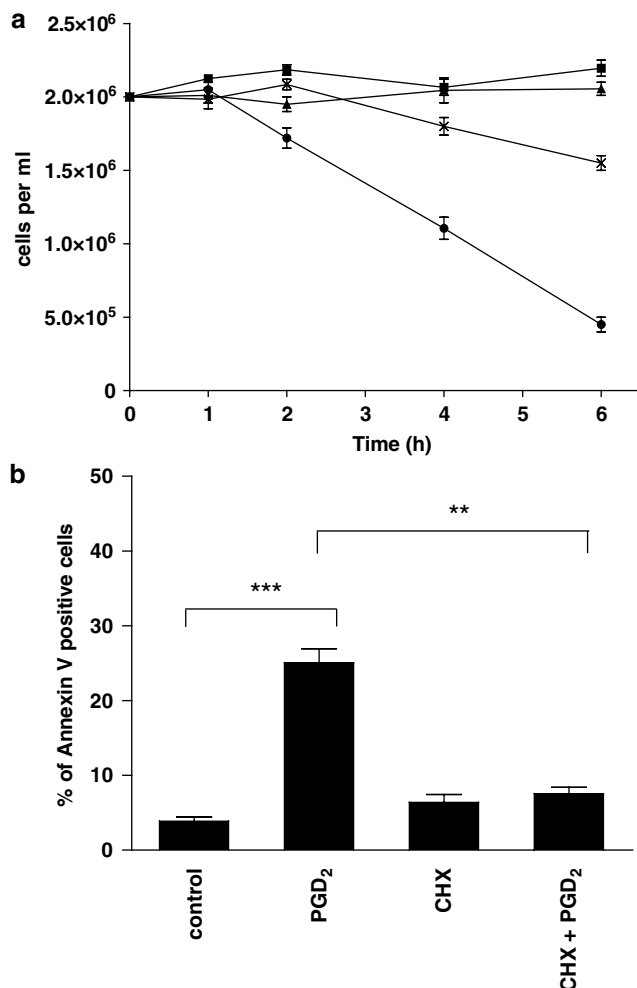 a
2.5×10⁶
2.0×10⁶
1.5×10⁶
1.0×10⁶
5.0×10⁵
0
cells per ml
0 1 2 3 4 5 6
Time (h)
b
50
40
30
20
10
0
% of Annexin V positive cells
***
**
control
PGD₂
CHX
CHX + PGD₂